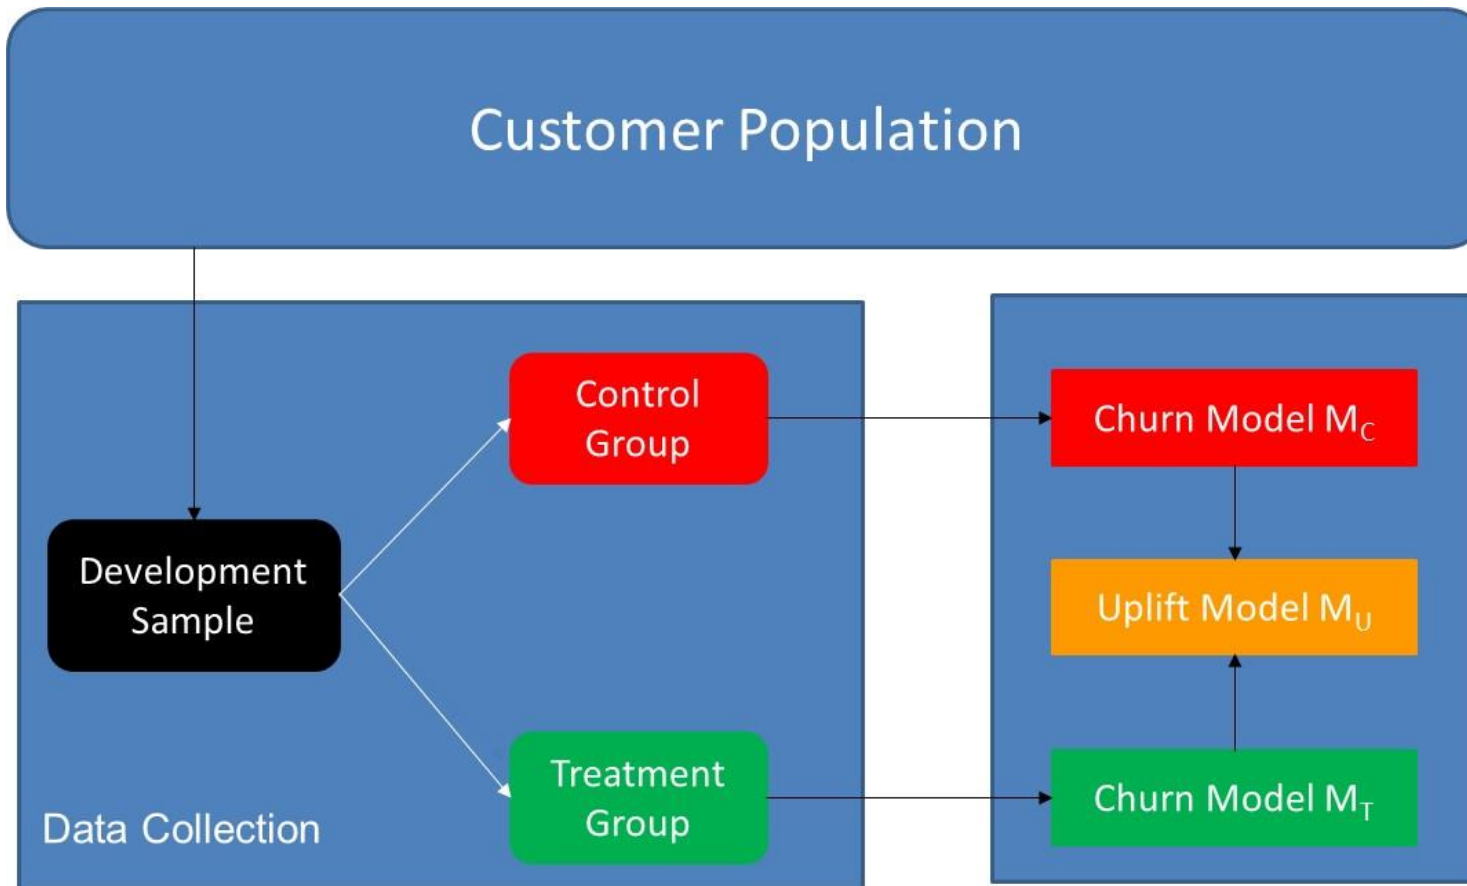 Customer Population
Control
Group
Churn Model M_C
Development
Sample
Uplift Model M_U
Treatment
Group
Churn Model M_T
Data Collection